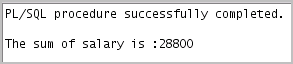 PL/SQL procedure successfully completed.
The sum of salary is :28800